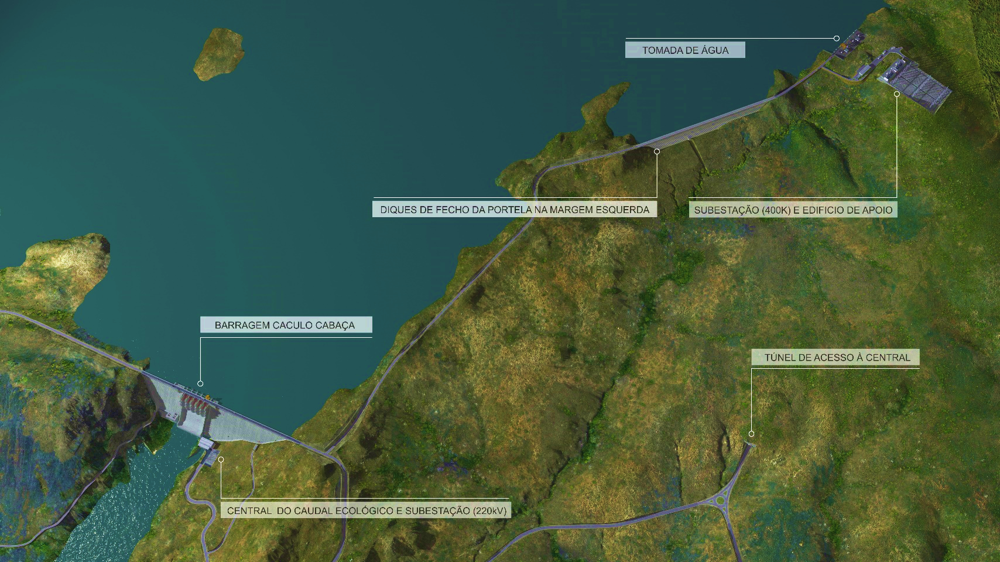 TOMADA DE ÁGUA
DIQUES DE FECHO DA PORTELA NA MARGEM ESQUERDA
SUBESTAÇÃO (400K) E EDIFICIO DE APOIO
BARRAGEM CACULO CABAÇA
TÚNEL DE ACESSO À CENTRAL
CENTRAL DO CAUDAL ECOLÓGICO E SUBESTAÇÃO (220kV)